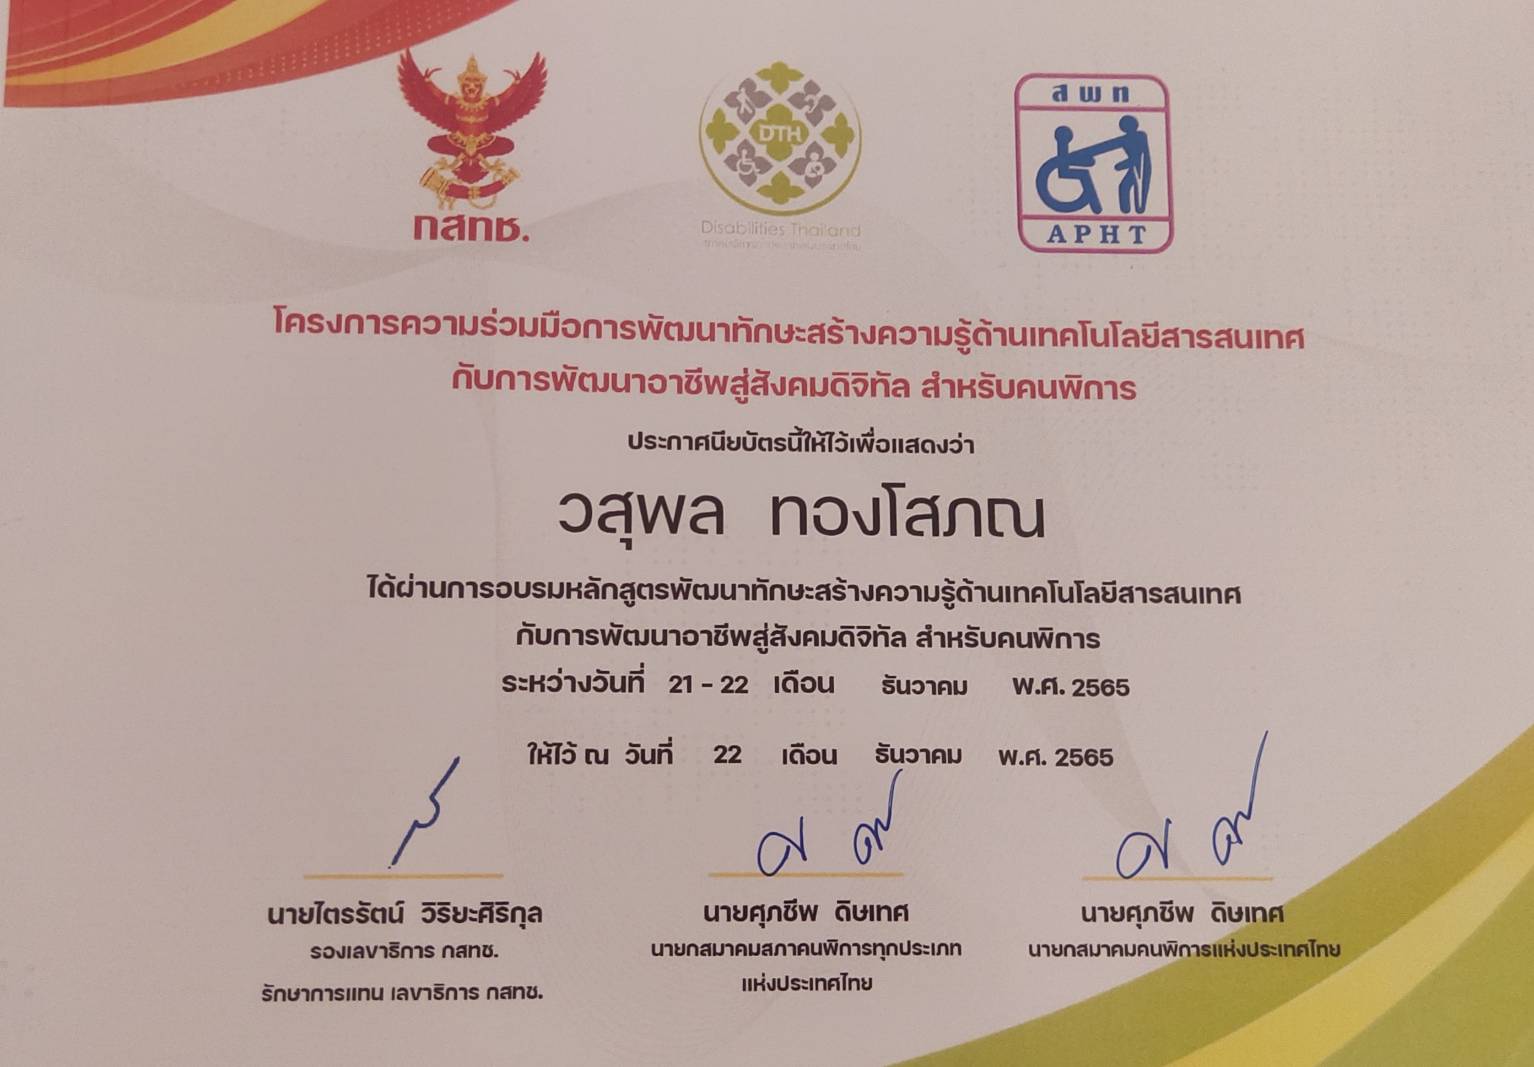 กสทช.
DTH
Disabilities Thailand
สพท
APHT
โครงการความร่วมมือการพัฒนาทักษะสร้างความรู้ด้านเทคโนโลยีสารสนเทศ
กับการพัฒนาอาชีพสู่สังคมดิจิทัล สำหรับคนพิการ
ประกาศนียบัตรนี้ให้ไว้เพื่อแสดงว่า
วสุพล ทองโสภณ
ได้ผ่านการอบรมหลักสูตรพัฒนาทักษะสร้างความรู้ด้านเทคโนโลยีสารสนเทศ
กับการพัฒนาอาชีพสู่สังคมดิจิทัล สำหรับคนพิการ
ระหว่างวันที่ 21 - 22 เดือน ธันวาคม พ.ศ. 2565
ให้ไว้ ณ วันที่ 22 เดือน ธันวาคม พ.ศ. 2565
นายไตรรัตน์ วิริยะศิริกุล
รองเลขาธิการ กสทช.
รักษาการแทน เลขาธิการ กสทช.
นายศุภชีพ ดิษเทศ
นายกสมาคมสภาคนพิการทุกประเภท
แห่งประเทศไทย
นายศุภชีพ ดิษเทศ
นายกสมาคมคนพิการแห่งประเทศไทย